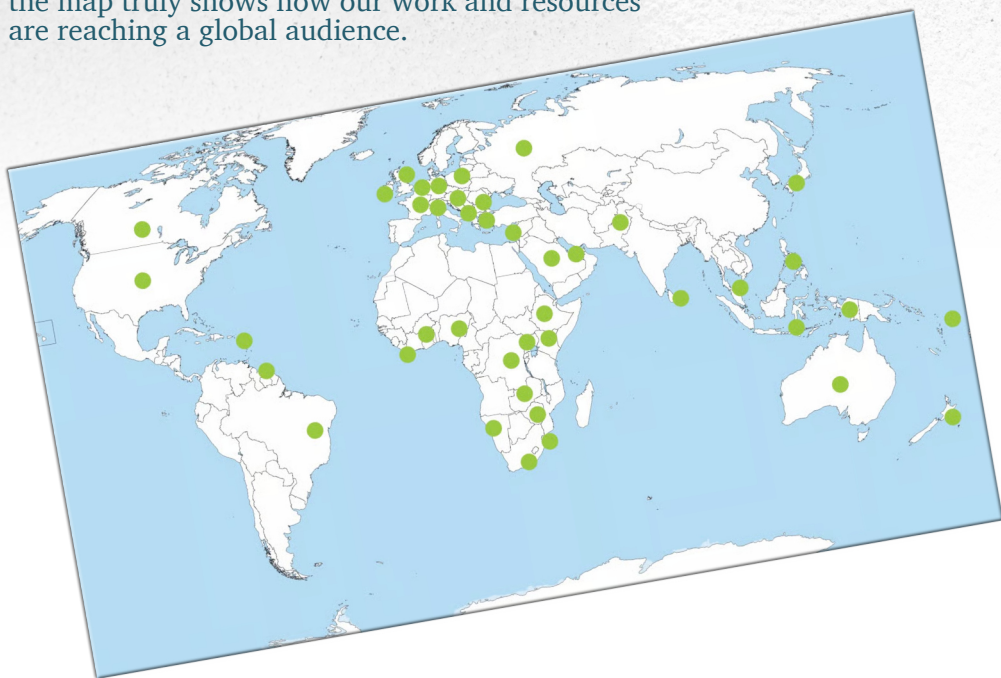 the map truly shows how our work and resources
are reaching a global audience.